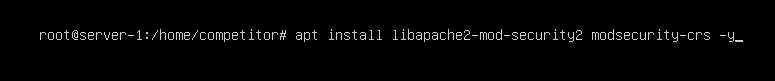 root@server-1:/home/competitor# apt install libapache2-mod-security2 modsecurity-crs -y_